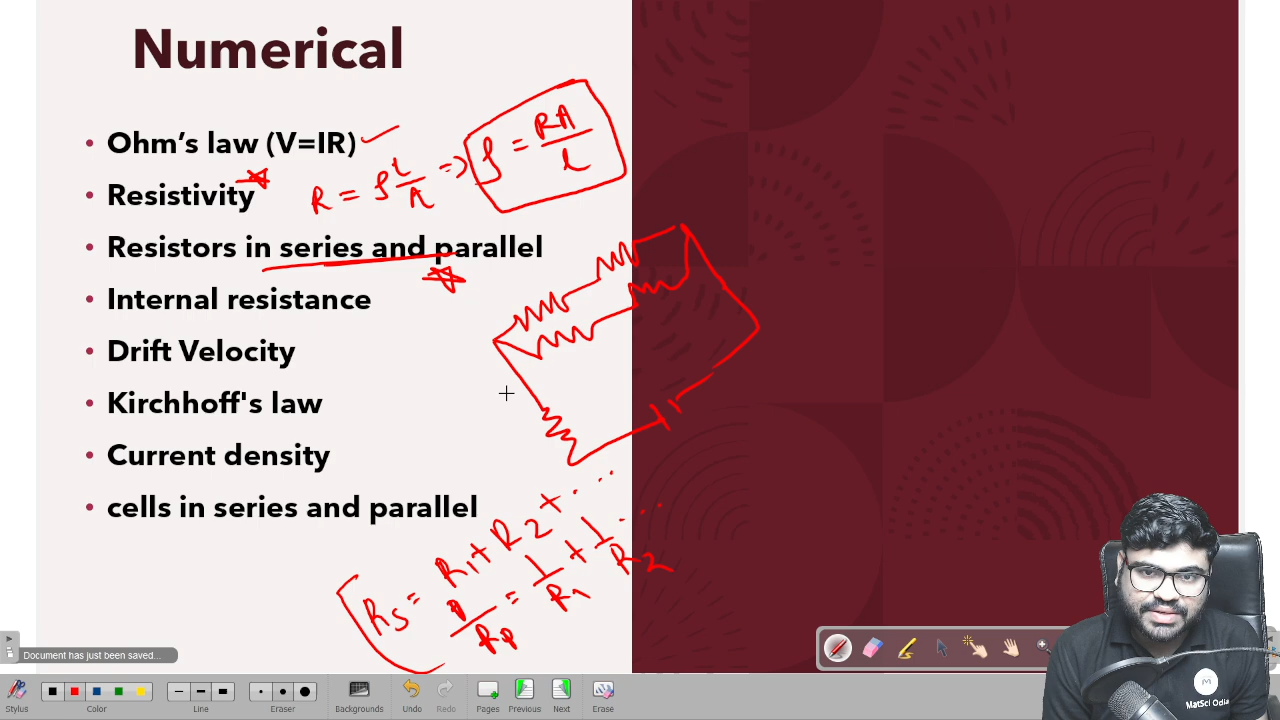 Numerical
• Ohm's law (V=IR)
• Resistivity
R = ρ l/A => ρ = RA/l
• Resistors in series and parallel
• Internal resistance
• Drift Velocity
• Kirchhoff's law
• Current density
• cells in series and parallel
Rs = R1 + R2 + ...
1/Rp = 1/R1 + 1/R2 ...
Document has just been saved...
MatSci Odia
Stylus
Color
Line
Eraser
Backgrounds
Undo
Redo
Pages
Previous
Next
Erase